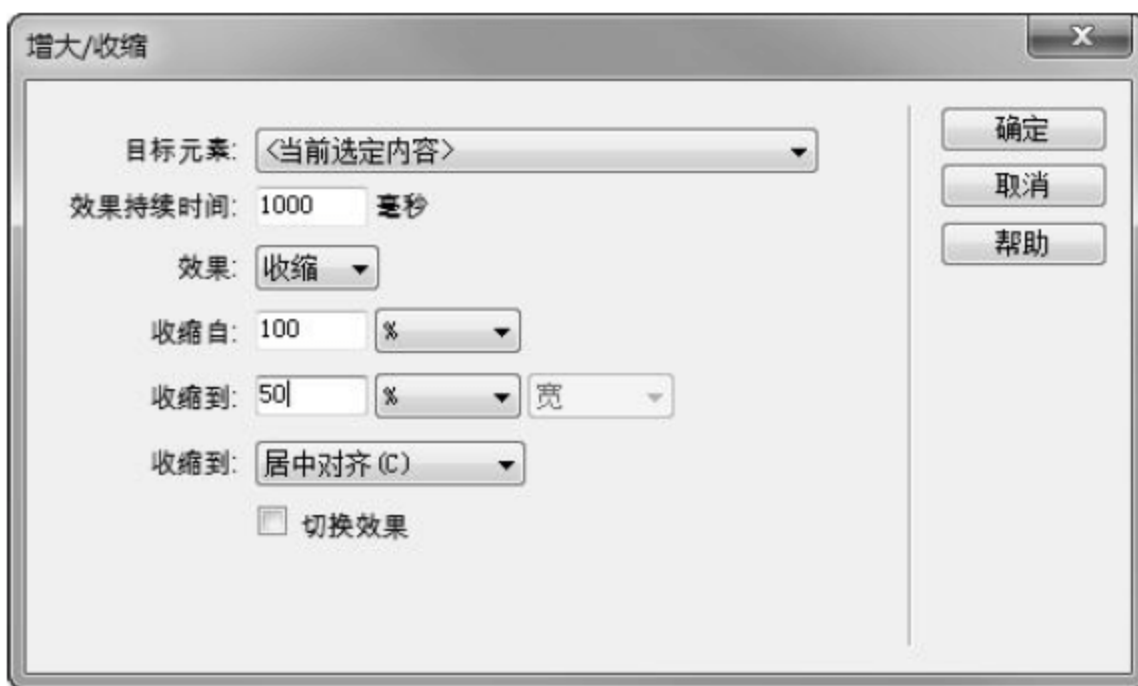 增大/收缩
目标元素: <当前选定内容>
效果持续时间: 1000 毫秒
效果: 收缩
收缩自: 100 %
收缩到: 50 % 宽
收缩到: 居中对齐(C)
切换效果
确定
取消
帮助